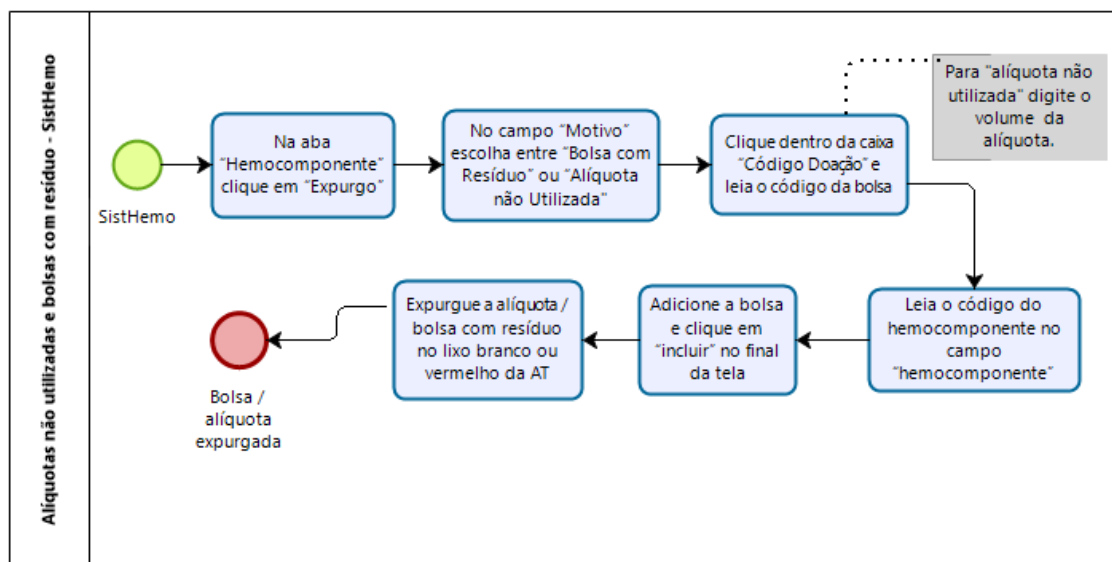 Alíquotas não utilizadas e bolsas com resíduo - SistHemo
SistHemo
Na aba
“Hemocomponente”
clique em “Expurgo”
No campo “Motivo”
escolha entre “Bolsa com
Resíduo” ou “Alíquota
não Utilizada”
Clique dentro da caixa
“Código Doação” e
leia o código da bolsa
Para “alíquota não
utilizada” digite o
volume da
alíquota.
Leia o código do
hemocomponente no
campo
“hemocomponente”
Adicione a bolsa
e clique em
“incluir” no final
da tela
Expurgue a alíquota /
bolsa com resíduo
no lixo branco ou
vermelho da AT
Bolsa /
alíquota
expurgada